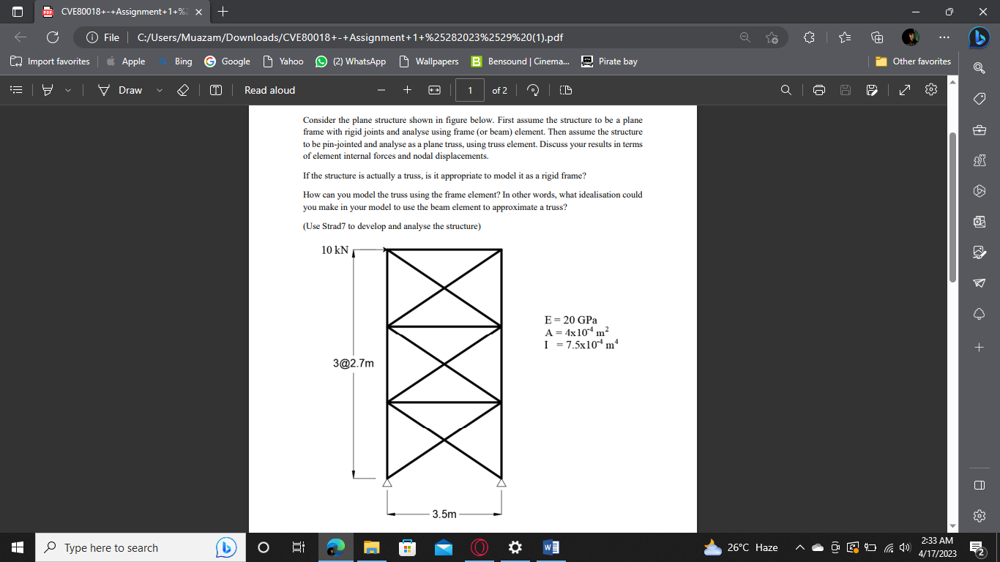 CVE80018+-+Assignment+1+%2
File
C:/Users/Muazam/Downloads/CVE80018+-+Assignment+1+%25282023%2529%20(1).pdf
Import favorites
Apple
Bing
Google
Yahoo
(2) WhatsApp
Wallpapers
Bensound | Cinema...
Pirate bay
Other favorites
Draw
Read aloud
1
of 2
Consider the plane structure shown in figure below. First assume the structure to be a plane
frame with rigid joints and analyse using frame (or beam) element. Then assume the structure
to be pin-jointed and analyse as a plane truss, using truss element. Discuss your results in terms
of element internal forces and nodal displacements.
If the structure is actually a truss, is it appropriate to model it as a rigid frame?
How can you model the truss using the frame element? In other words, what idealisation could
you make in your model to use the beam element to approximate a truss?
(Use Strad7 to develop and analyse the structure)
10 kN
E = 20 GPa
A = 4x10⁻⁴ m²
I = 7.5x10⁻⁴ m⁴
3@2.7m
3.5m
Type here to search
26°C Haze
2:33 AM
4/17/2023
2